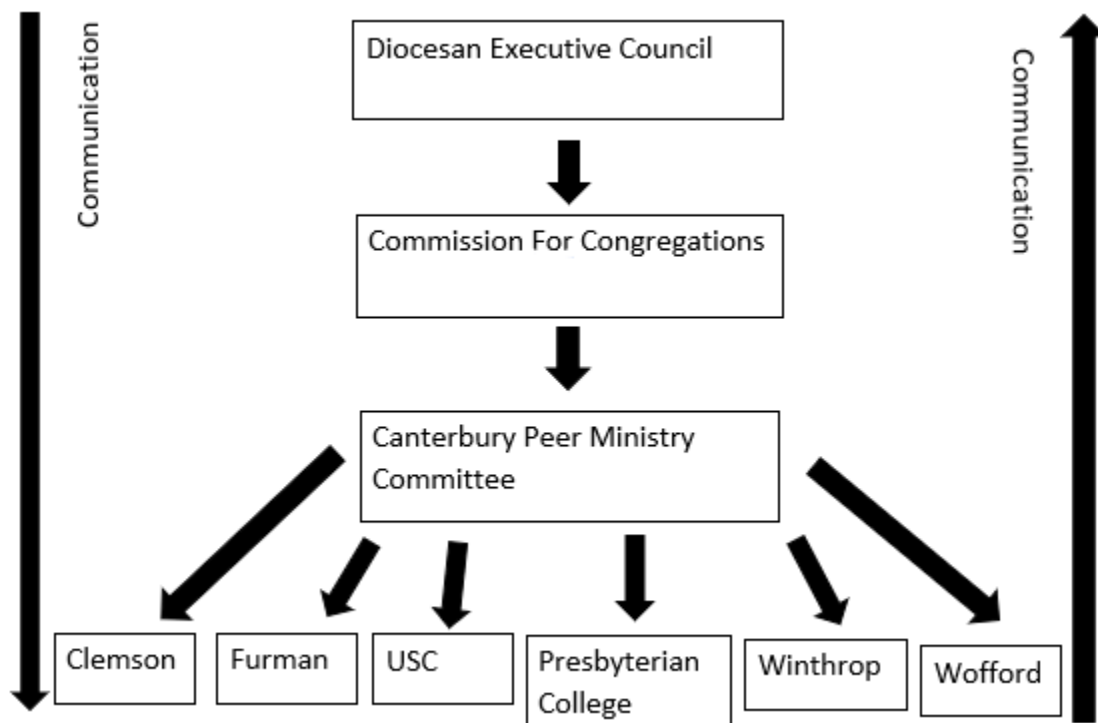 Communication
Diocesan Executive Council
Communication
Commission For Congregations
Canterbury Peer Ministry
Committee
Clemson
Furman
USC
Presbyterian
College
Winthrop
Wofford